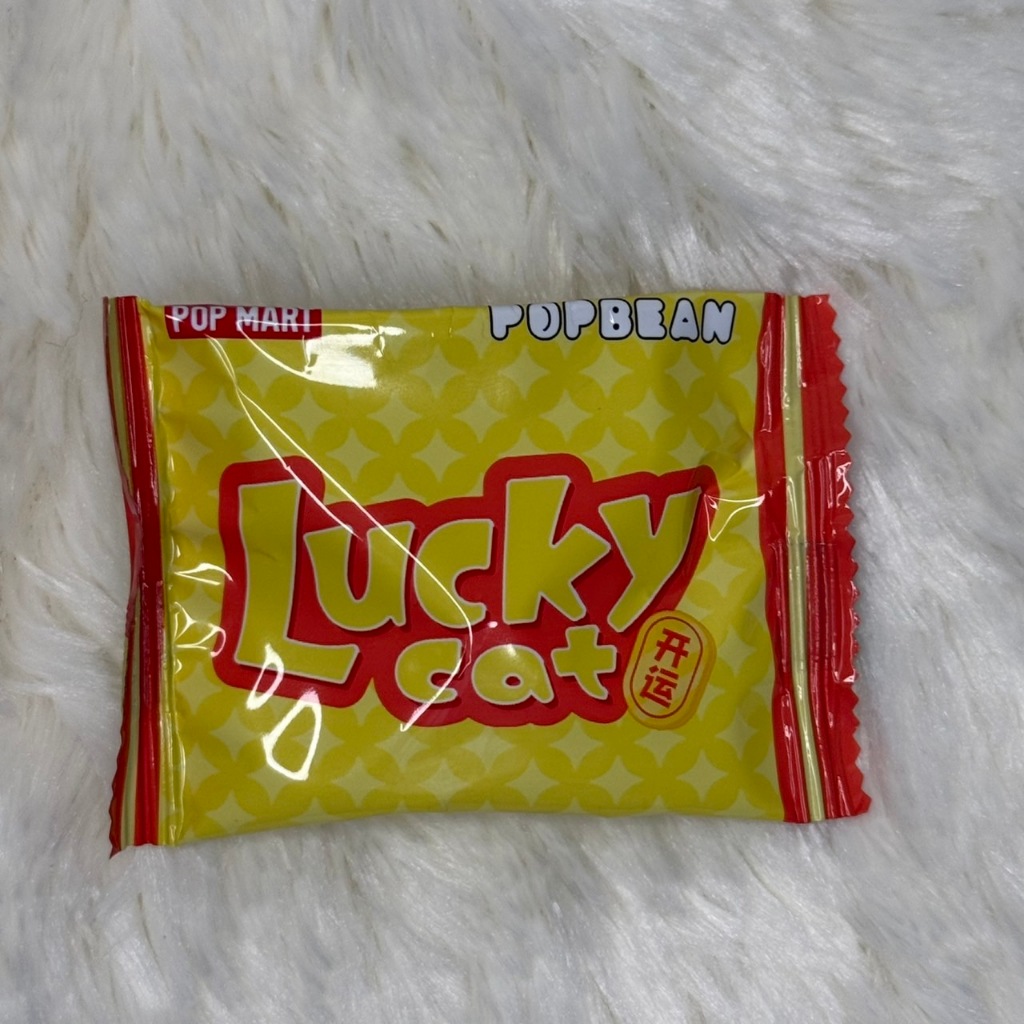 POP MART
POPBEAN
Lucky
cat
开
运